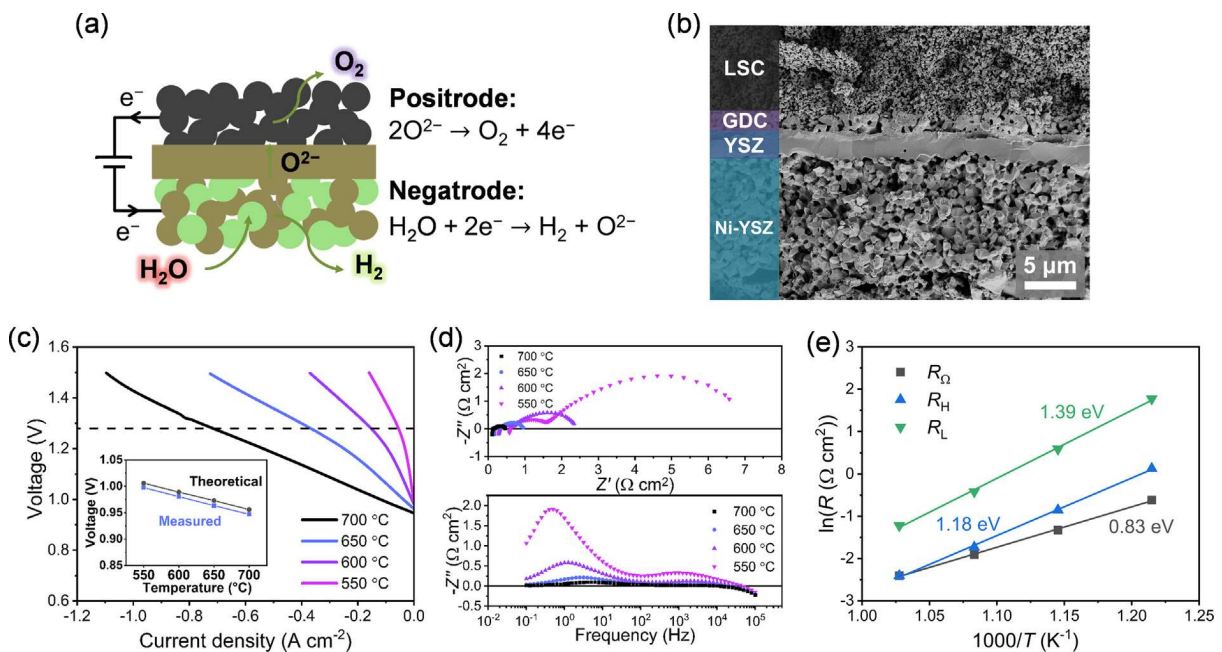 (a)
O₂
e⁻
Positrode:
2O²⁻ → O₂ + 4e⁻
O²⁻
Negatrode:
H₂O + 2e⁻ → H₂ + O²⁻
e⁻
H₂O
H₂
(b)
LSC
GDC
YSZ
Ni-YSZ
5 μm
(c)
1.6
1.4
1.2
1.0
0.8
0.6
Voltage (V)
-1.2
-1.0
-0.8
-0.6
-0.4
-0.2
0.0
Current density (A cm⁻²)
1.05
1.00
0.95
0.90
0.85
Voltage (V)
Theoretical
Measured
550
600
650
700
Temperature (°C)
700 °C
650 °C
600 °C
550 °C
(d)
2
1
0
-Z″ (Ω cm²)
700 °C
650 °C
600 °C
550 °C
0
1
2
3
4
5
6
7
8
Z′ (Ω cm²)
2.0
1.5
1.0
0.5
0.0
-0.5
-Z″ (Ω cm²)
700 °C
650 °C
600 °C
550 °C
10⁻²
10⁻¹
10⁰
10¹
10²
10³
10⁴
10⁵
10⁶
Frequency (Hz)
(e)
3
2
1
0
-1
-2
-3
ln(R (Ω cm²))
R_Ω
R_H
R_L
1.39 eV
1.18 eV
0.83 eV
1.00
1.05
1.10
1.15
1.20
1.25
1000/T (K⁻¹)